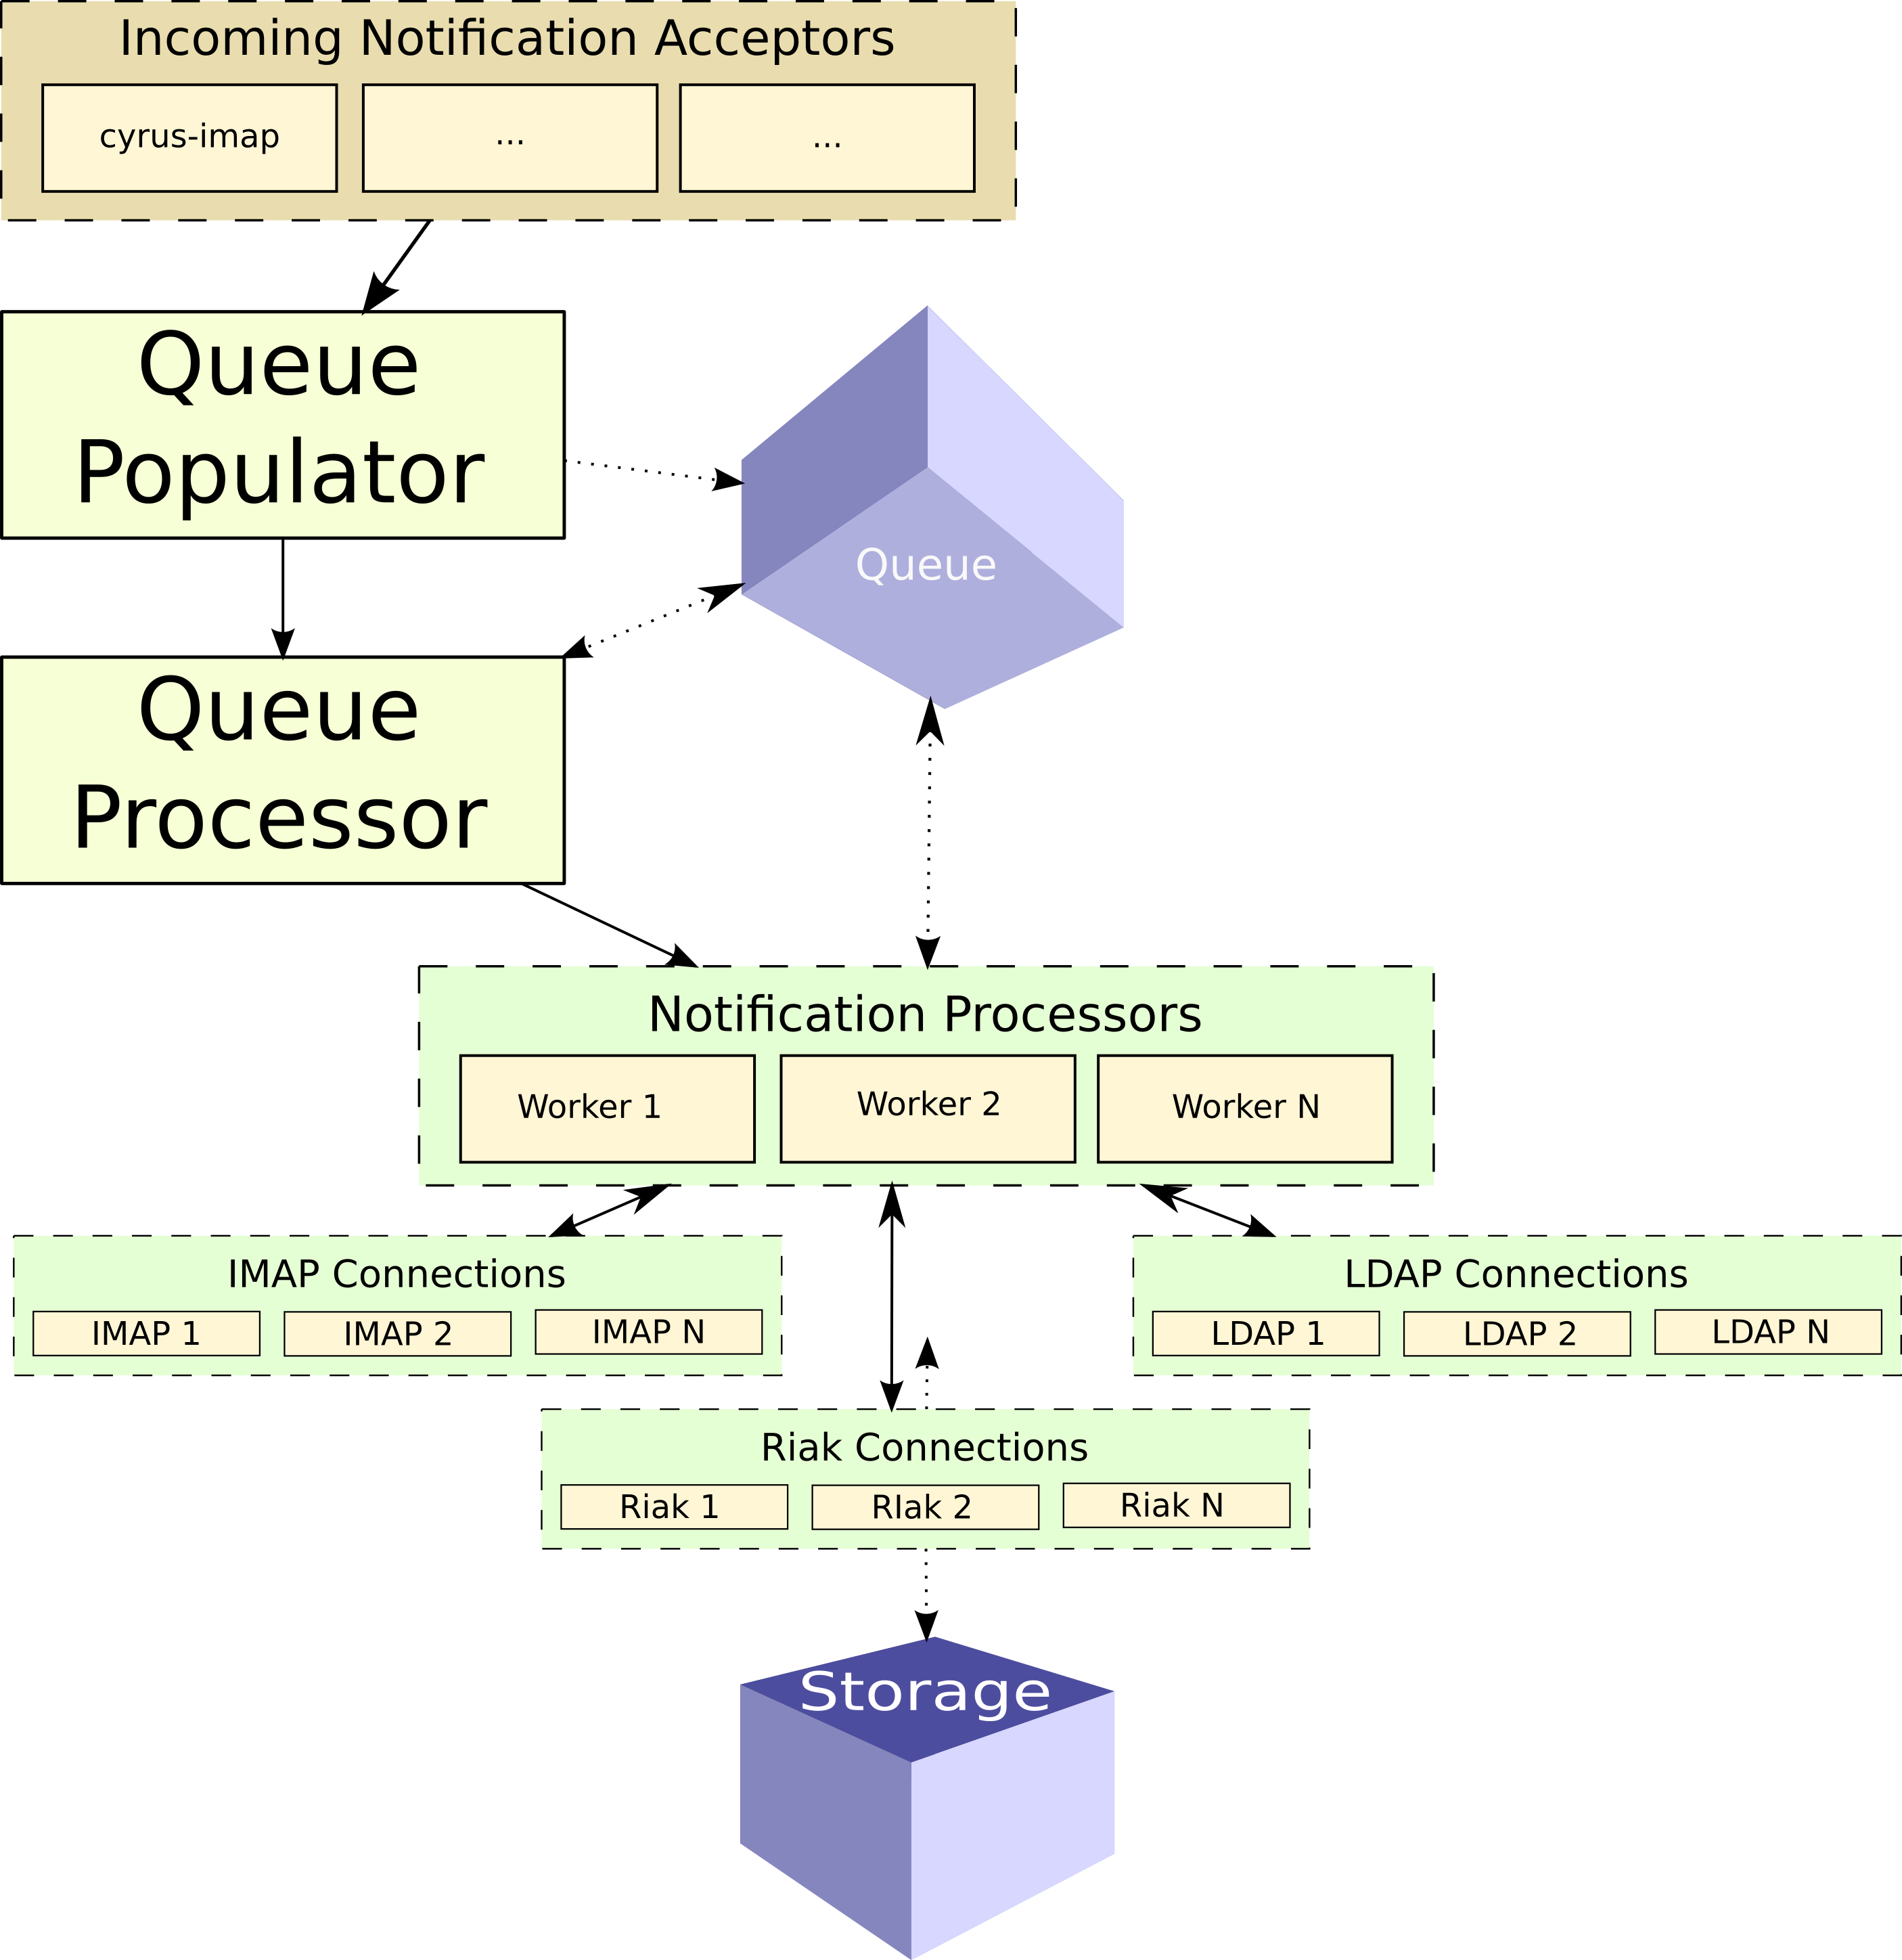 Incoming Notification Acceptors
cyrus-imap
...
...
Queue
Populator
Queue
Queue
Processor
Notification Processors
Worker 1
Worker 2
Worker N
IMAP Connections
IMAP 1
IMAP 2
IMAP N
LDAP Connections
LDAP 1
LDAP 2
LDAP N
Riak Connections
Riak 1
RIak 2
Riak N
Storage